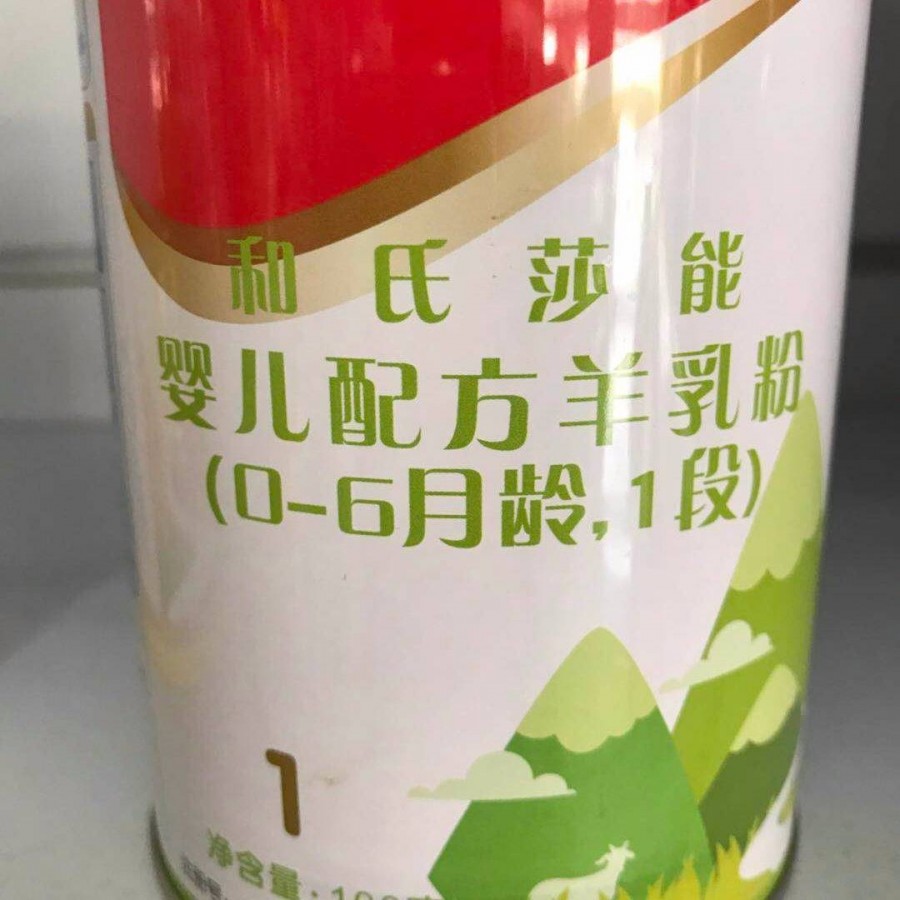 和氏莎能
婴儿配方羊乳粉
(0-6月龄,1段)
1
净含量: